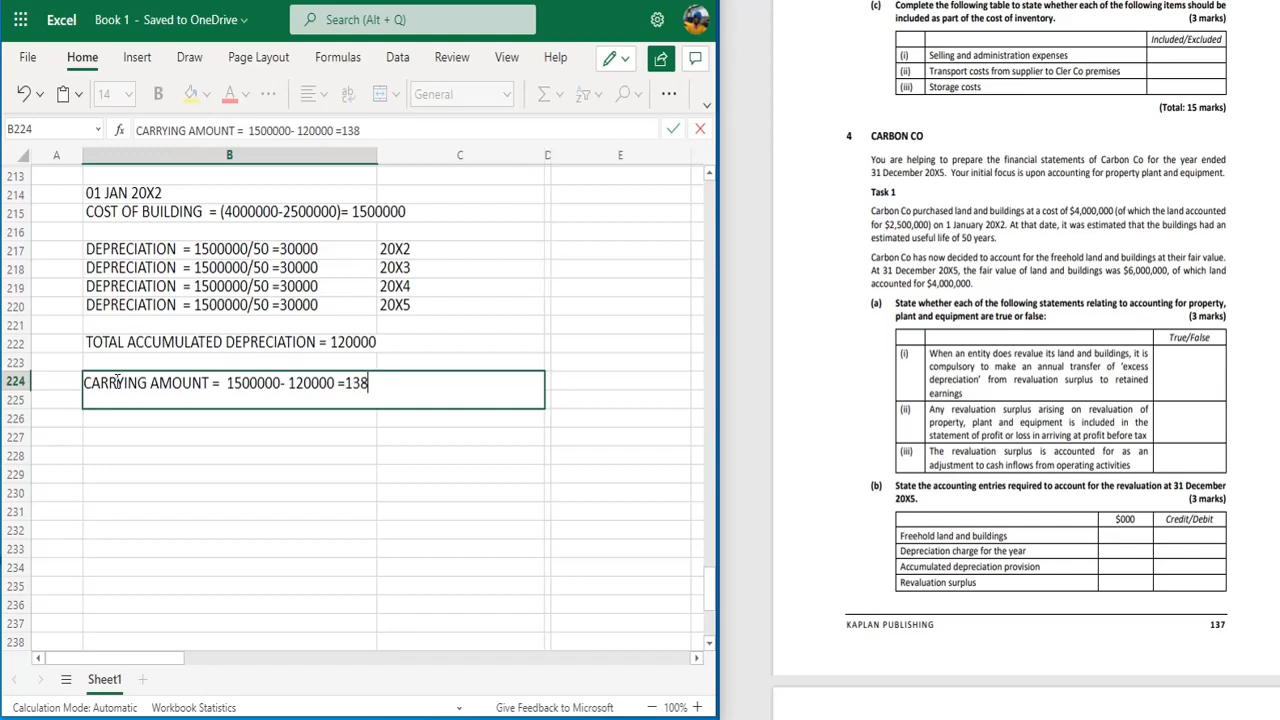 Excel Book 1 - Saved to OneDrive
Search (Alt + Q)
File Home Insert Draw Page Layout Formulas Data Review View Help
14 B A General
B224 fx CARRYING AMOUNT = 1500000- 120000 =138
A B C D E
213
214 01 JAN 20X2
215 COST OF BUILDING = (4000000-2500000)= 1500000
216
217 DEPRECIATION = 1500000/50 =30000 20X2
218 DEPRECIATION = 1500000/50 =30000 20X3
219 DEPRECIATION = 1500000/50 =30000 20X4
220 DEPRECIATION = 1500000/50 =30000 20X5
221
222 TOTAL ACCUMULATED DEPRECIATION = 120000
223
224 CARRYING AMOUNT = 1500000- 120000 =138
225
226
227
228
229
230
231
232
233
234
235
236
237
238
Sheet1
Calculation Mode: Automatic Workbook Statistics Give Feedback to Microsoft 100%
(c) Complete the following table to state whether each of the following items should be
included as part of the cost of inventory. (3 marks)
Included/Excluded
(i) Selling and administration expenses
(ii) Transport costs from supplier to Cler Co premises
(iii) Storage costs
(Total: 15 marks)
4 CARBON CO
You are helping to prepare the financial statements of Carbon Co for the year ended
31 December 20X5. Your initial focus is upon accounting for property plant and equipment.
Task 1
Carbon Co purchased land and buildings at a cost of $4,000,000 (of which the land accounted
for $2,500,000) on 1 January 20X2. At that date, it was estimated that the buildings had an
estimated useful life of 50 years.
Carbon Co has now decided to account for the freehold land and buildings at their fair value.
At 31 December 20X5, the fair value of land and buildings was $6,000,000, of which land
accounted for $4,000,000.
(a) State whether each of the following statements relating to accounting for property,
plant and equipment are true or false: (3 marks)
True/False
(i) When an entity does revalue its land and buildings, it is
compulsory to make an annual transfer of 'excess
depreciation' from revaluation surplus to retained
earnings
(ii) Any revaluation surplus arising on revaluation of
property, plant and equipment is included in the
statement of profit or loss in arriving at profit before tax
(iii) The revaluation surplus is accounted for as an
adjustment to cash inflows from operating activities
(b) State the accounting entries required to account for the revaluation at 31 December
20X5. (3 marks)
$000 Credit/Debit
Freehold land and buildings
Depreciation charge for the year
Accumulated depreciation provision
Revaluation surplus
KAPLAN PUBLISHING 137